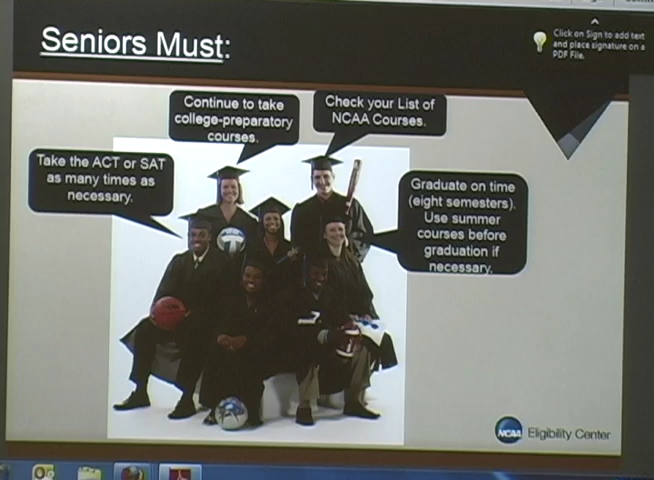 Seniors Must:
Click on Sign to add text
and place signature on a
PDF File.
Continue to take
college-preparatory
courses.
Check your List of
NCAA Courses.
Take the ACT or SAT
as many times as
necessary.
Graduate on time
(eight semesters).
Use summer
courses before
graduation if
necessary.
NCAA Eligibility Center